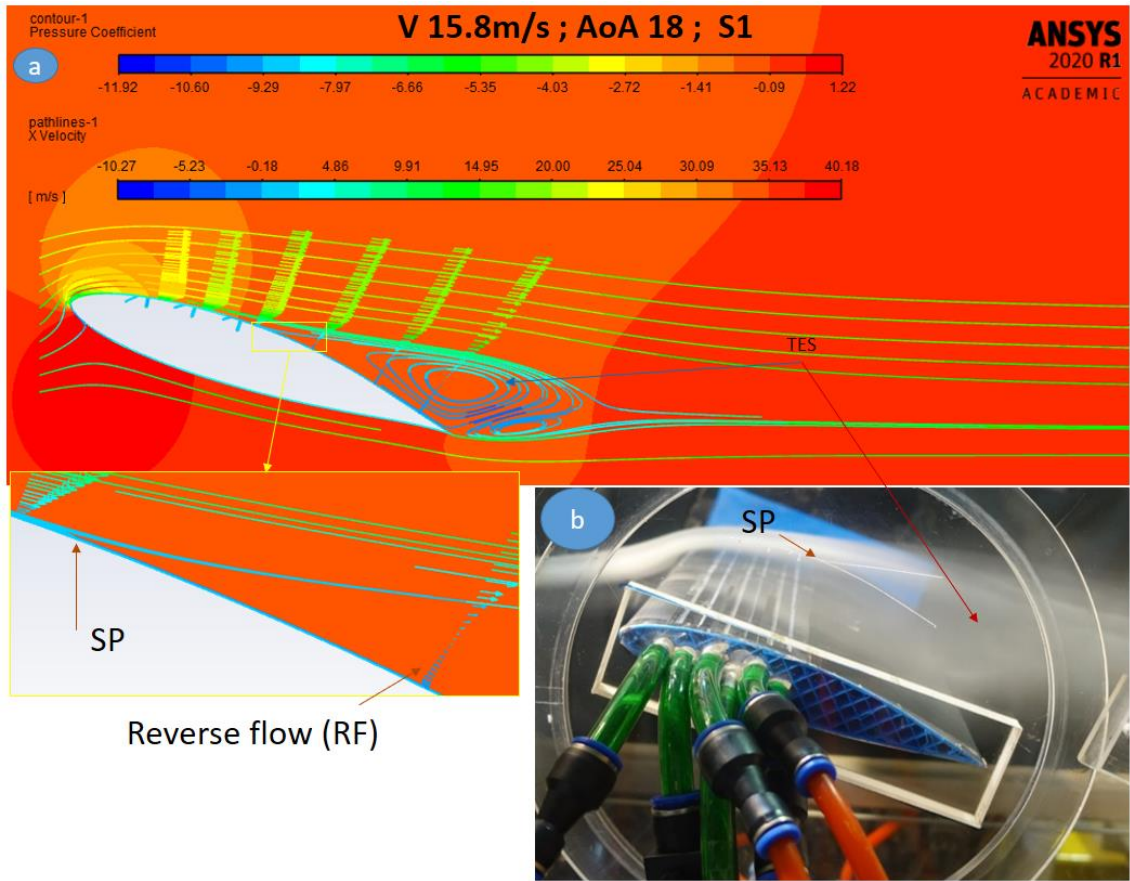 contour-1
Pressure Coefficient
V 15.8m/s ; AoA 18 ; S1
ANSYS
2020 R1
ACADEMIC
a
-11.92 -10.60 -9.29 -7.97 -6.66 -5.35 -4.03 -2.72 -1.41 -0.09 1.22
pathlines-1
X Velocity
-10.27 -5.23 -0.18 4.86 9.91 14.95 20.00 25.04 30.09 35.13 40.18
[ m/s ]
TES
SP
Reverse flow (RF)
b
SP